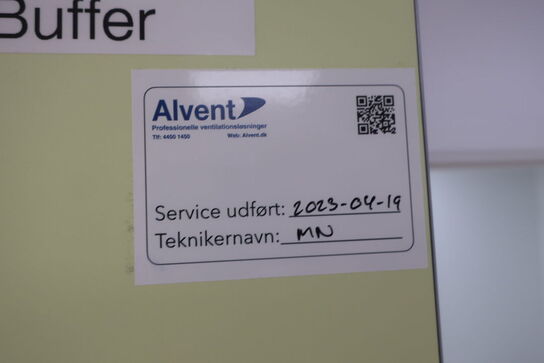 Buffer
Alvent
Professionelle ventilationsløsninger
Tlf: 4450 1450 Web: Alvent.dk
Service udført: 2023-04-19
Teknikernavn: MN